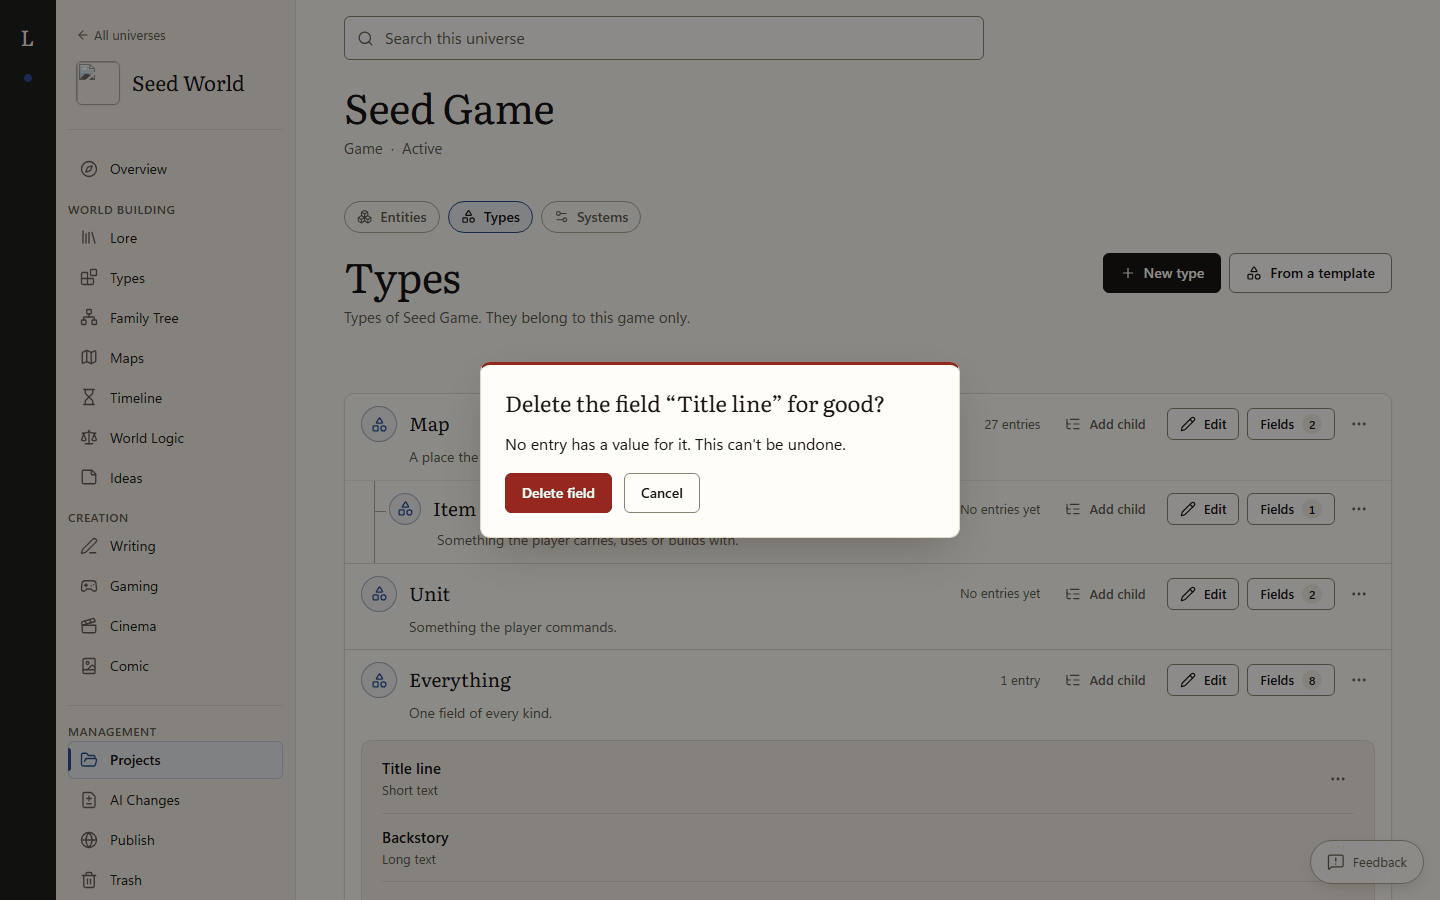 L
All universes
Seed World
Overview
WORLD BUILDING
Lore
Types
Family Tree
Maps
Timeline
World Logic
Ideas
CREATION
Writing
Gaming
Cinema
Comic
MANAGEMENT
Projects
AI Changes
Publish
Trash
Search this universe
Seed Game
Game · Active
Entities
Types
Systems
Types
New type
From a template
Types of Seed Game. They belong to this game only.
Delete the field “Title line” for good?
No entry has a value for it. This can't be undone.
Delete field
Cancel
Map
27 entries
Add child
Edit
Fields 2
A place the
Item
No entries yet
Add child
Edit
Fields 1
Something the player carries, uses or builds with.
Unit
No entries yet
Add child
Edit
Fields 2
Something the player commands.
Everything
1 entry
Add child
Edit
Fields 8
One field of every kind.
Title line
Short text
Backstory
Long text
Feedback